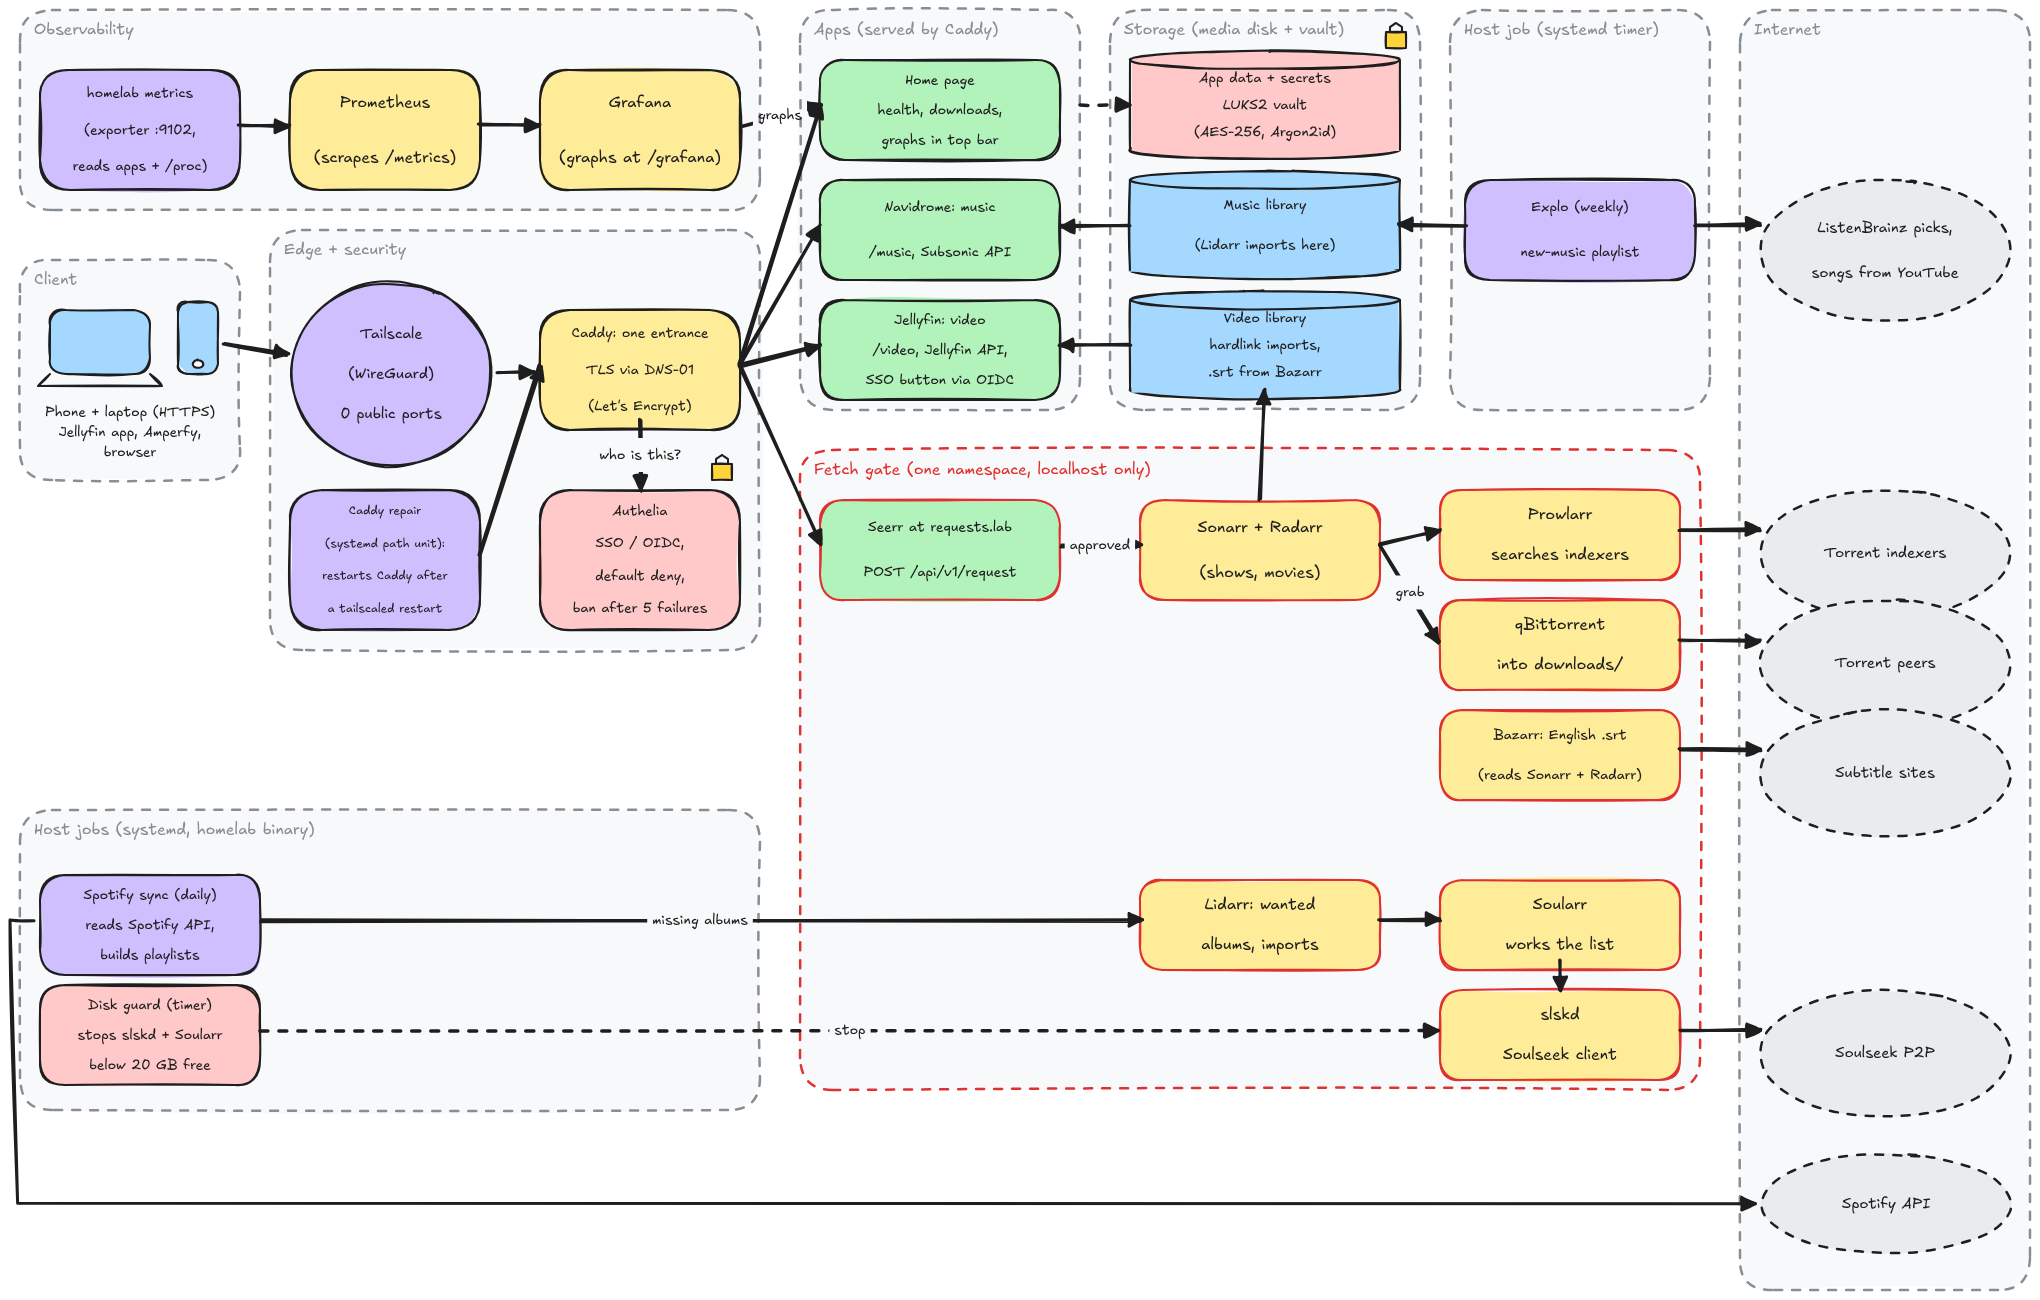 Observability
homelab metrics
(exporter :9102,
reads apps + /proc)
Prometheus
(scrapes /metrics)
Grafana
(graphs at /grafana)
graphs
Apps (served by Caddy)
Home page
health, downloads,
graphs in top bar
Navidrome: music
/music, Subsonic API
Jellyfin: video
/video, Jellyfin API,
SSO button via OIDC
Storage (media disk + vault)
App data + secrets
LUKS2 vault
(AES-256, Argon2id)
Music library
(Lidarr imports here)
Video library
hardlink imports,
.srt from Bazarr
Host job (systemd timer)
Explo (weekly)
new-music playlist
Internet
ListenBrainz picks,
songs from YouTube
Torrent indexers
Torrent peers
Subtitle sites
Soulseek P2P
Spotify API
Client
Phone + laptop (HTTPS)
Jellyfin app, Amperfy,
browser
Edge + security
Tailscale
(WireGuard)
0 public ports
Caddy: one entrance
TLS via DNS-01
(Let's Encrypt)
who is this?
Caddy repair
(systemd path unit):
restarts Caddy after
a tailscaled restart
Authelia
SSO / OIDC,
default deny,
ban after 5 failures
Fetch gate (one namespace, localhost only)
Seerr at requests.lab
POST /api/v1/request
approved
Sonarr + Radarr
(shows, movies)
grab
Prowlarr
searches indexers
qBittorrent
into downloads/
Bazarr: English .srt
(reads Sonarr + Radarr)
Lidarr: wanted
albums, imports
Soularr
works the list
slskd
Soulseek client
Host jobs (systemd, homelab binary)
Spotify sync (daily)
reads Spotify API,
builds playlists
missing albums
Disk guard (timer)
stops slskd + Soularr
below 20 GB free
stop